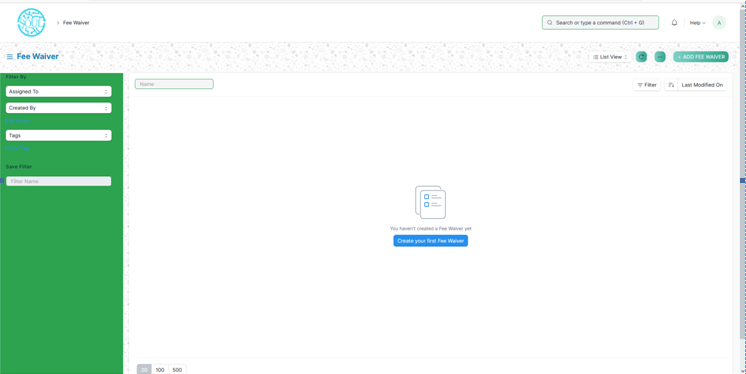 Fee Waiver
Search or type a command (Ctrl + G)
Help
A
Fee Waiver
List View
+ ADD FEE WAIVER
Filter By
Assigned To
Created By
Tags
Save Filter
Filter Name
Name
Filter
Last Modified On
You haven't created a Fee Waiver yet
Create your first Fee Waiver
20 100 500